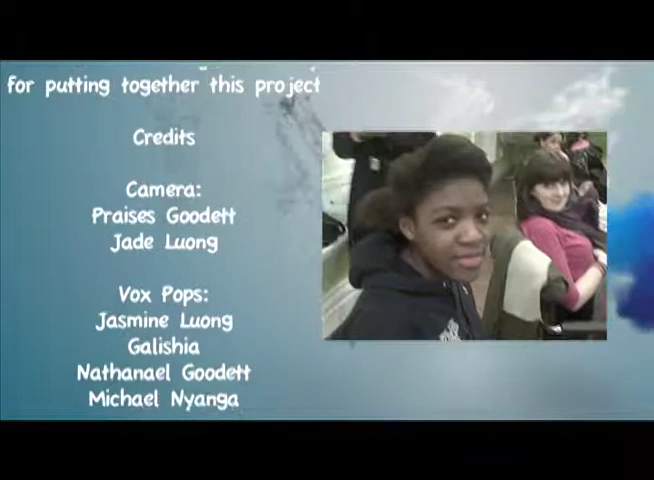 for putting together this project
Credits
Camera:
Praises Goodett
Jade Luong
Vox Pops:
Jasmine Luong
Galishia
Nathanael Goodett
Michael Nyanga